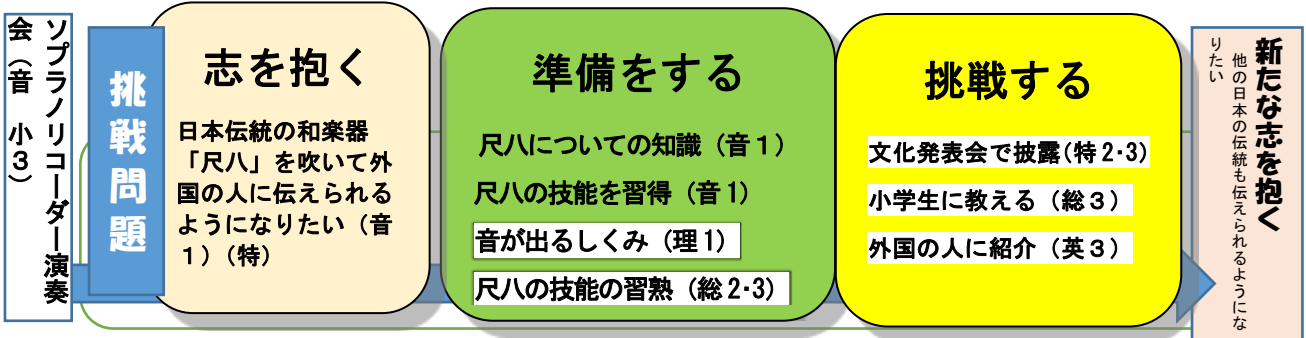 ソプラノリコーダー演奏
会（音　小３）
挑戦問題
志を抱く
日本伝統の和楽器
「尺八」を吹いて外
国の人に伝えられる
ようになりたい（音
１）（特）
準備をする
尺八についての知識（音１）
尺八の技能を習得（音1）
音が出るしくみ（理1）
尺八の技能の習熟（総2･3）
挑戦する
文化発表会で披露(特2･3)
小学生に教える（総３）
外国の人に紹介（英３）
新たな志を抱く
他の日本の伝統も伝えられるようにな
りたい